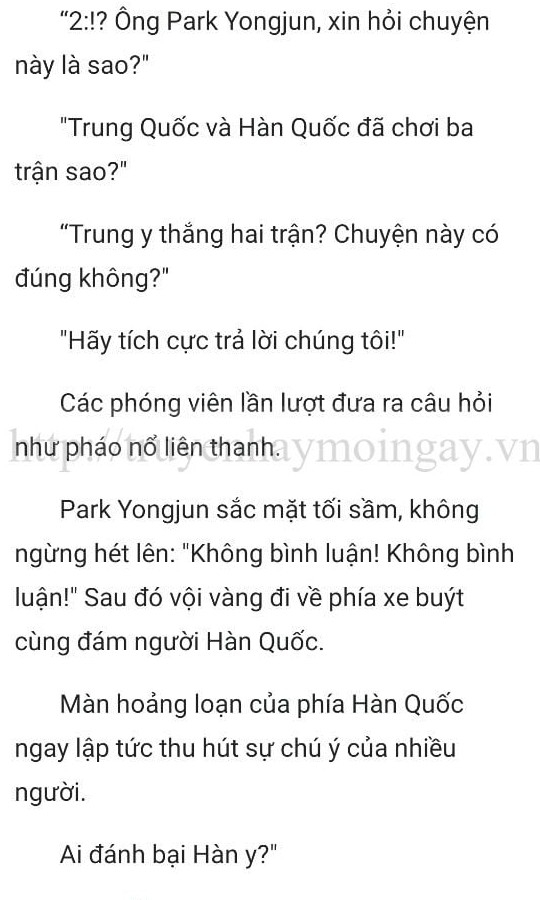 “2:!? Ông Park Yongjun, xin hỏi chuyện
này là sao?"
"Trung Quốc và Hàn Quốc đã chơi ba
trận sao?"
“Trung y thắng hai trận? Chuyện này có
đúng không?"
"Hãy tích cực trả lời chúng tôi!"
Các phóng viên lần lượt đưa ra câu hỏi
như pháo nổ liên thanh.
http://truyenhaymoingay.vn
Park Yongjun sắc mặt tối sầm, không
ngừng hét lên: "Không bình luận! Không bình
luận!" Sau đó vội vàng đi về phía xe buýt
cùng đám người Hàn Quốc.
Màn hoảng loạn của phía Hàn Quốc
ngay lập tức thu hút sự chú ý của nhiều
người.
Ai đánh bại Hàn y?"